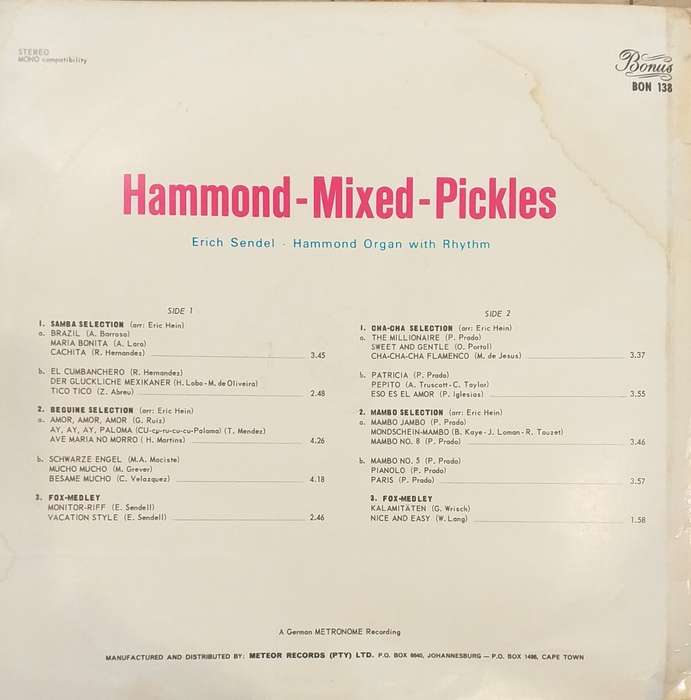 STEREO
MONO compatibility
Bonus
BON 138
Hammond-Mixed-Pickles
Erich Sendel - Hammond Organ with Rhythm
SIDE 1
1. SAMBA SELECTION (arr: Eric Hein)
a. BRAZIL (A. Barroso)
MARIA BONITA (A. Lara)
CACHITA (R. Hernandez) 3.45
b. EL CUMBANCHERO (R. Hernandez)
DER GLUCKLICHE MEXIKANER (H. Lobo-M. de Oliveira)
TICO TICO (Z. Abreu) 2.48
2. BEGUINE SELECTION (arr: Eric Hein)
a. AMOR, AMOR, AMOR (G. Ruiz)
AY, AY, AY, PALOMA (CU-cu-ru-cu-cu-Paloma) (T. Mendez)
AVE MARIA NO MORRO ( H. Martins) 4.26
b. SCHWARZE ENGEL (M.A. Maciste)
MUCHO MUCHO (M. Grever)
BESAME MUCHO (C. Velazquez) 4.18
3. FOX-MEDLEY
MONITOR-RIFF (E. Sendell)
VACATION STYLE (E. Sendell) 2.46
SIDE 2
1. CHA-CHA SELECTION (arr: Eric Hein)
a. THE MILLIONAIRE (P. Prado)
SWEET AND GENTLE (O. Portol)
CHA-CHA-CHA FLAMENCO (M. de Jesus) 3.37
b. PATRICIA (P. Prado)
PEPITO (A. Truscott-C. Taylor)
ESO ES EL AMOR (P. Iglesias) 3.55
2. MAMBO SELECTION (arr: Eric Hein)
a. MAMBO JAMBO (P. Prado)
MONDSCHEIN-MAMBO (B. Kaye-J. Loman-R. Touzet)
MAMBO NO. 8 (P. Prado) 3.46
b. MAMBO NO. 5 (P. Prado)
PIANOLO (P. Prado)
PARIS (P. Prado) 3.57
3. FOX-MEDLEY
KALAMITÄTEN (G. Wrisch)
NICE AND EASY (W. Lang) 1.58
A German METRONOME Recording
MANUFACTURED AND DISTRIBUTED BY: METEOR RECORDS (PTY) LTD. P.O. BOX 6640, JOHANNESBURG — P.O. BOX 1486, CAPE TOWN